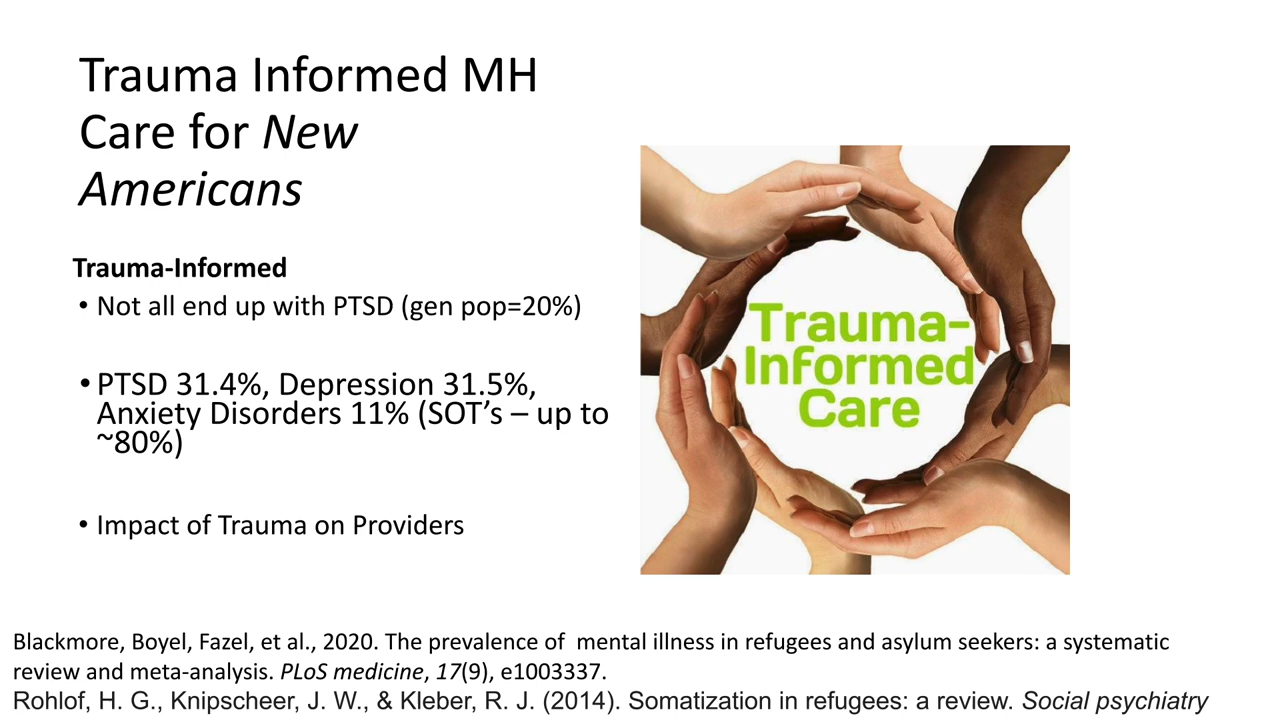 Trauma Informed MH
Care for New
Americans
Trauma-Informed
• Not all end up with PTSD (gen pop=20%)
• PTSD 31.4%, Depression 31.5%,
Anxiety Disorders 11% (SOT’s – up to
~80%)
• Impact of Trauma on Providers
Trauma-
Informed
Care
Blackmore, Boyel, Fazel, et al., 2020. The prevalence of  mental illness in refugees and asylum seekers: a systematic
review and meta-analysis. PLoS medicine, 17(9), e1003337.
Rohlof, H. G., Knipscheer, J. W., & Kleber, R. J. (2014). Somatization in refugees: a review. Social psychiatry